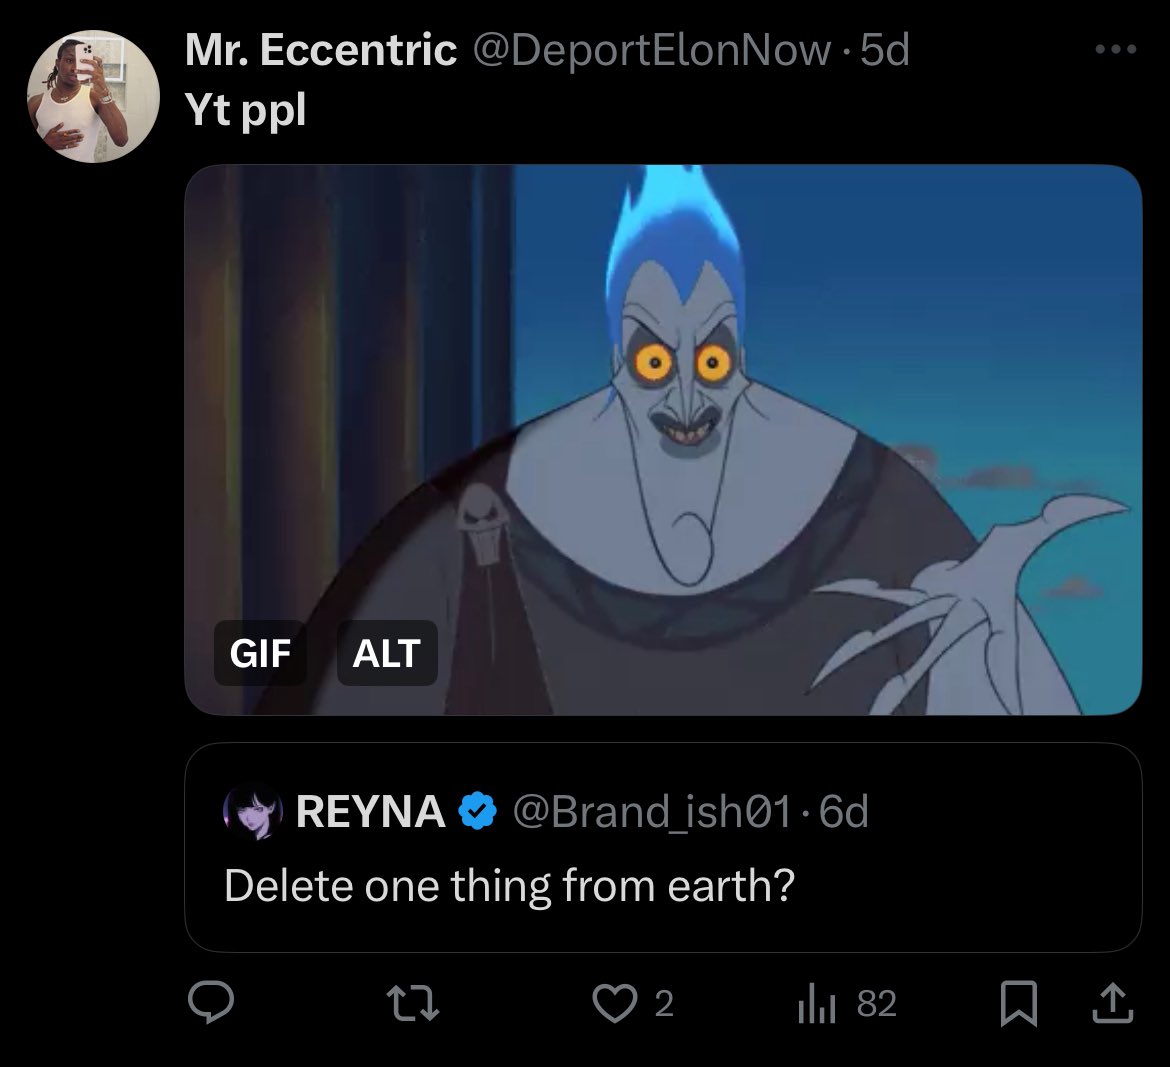 Mr. Eccentric @DeportElonNow · 5d
Yt ppl
GIF ALT
REYNA @Brand_ish01 · 6d
Delete one thing from earth?
2 82